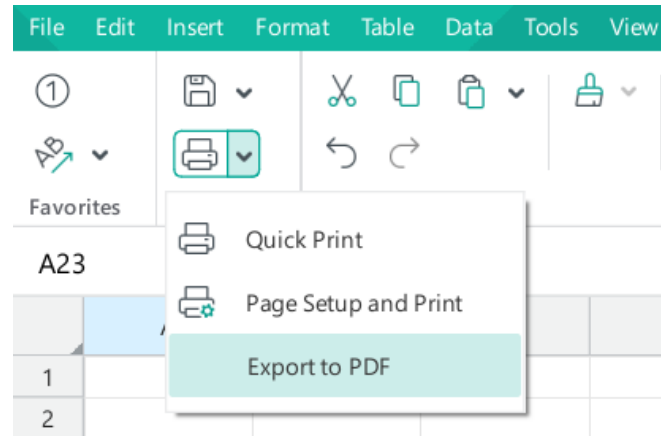 File Edit Insert Format Table Data Tools View
1
Favorites
Quick Print
A23
Page Setup and Print
Export to PDF
1
2